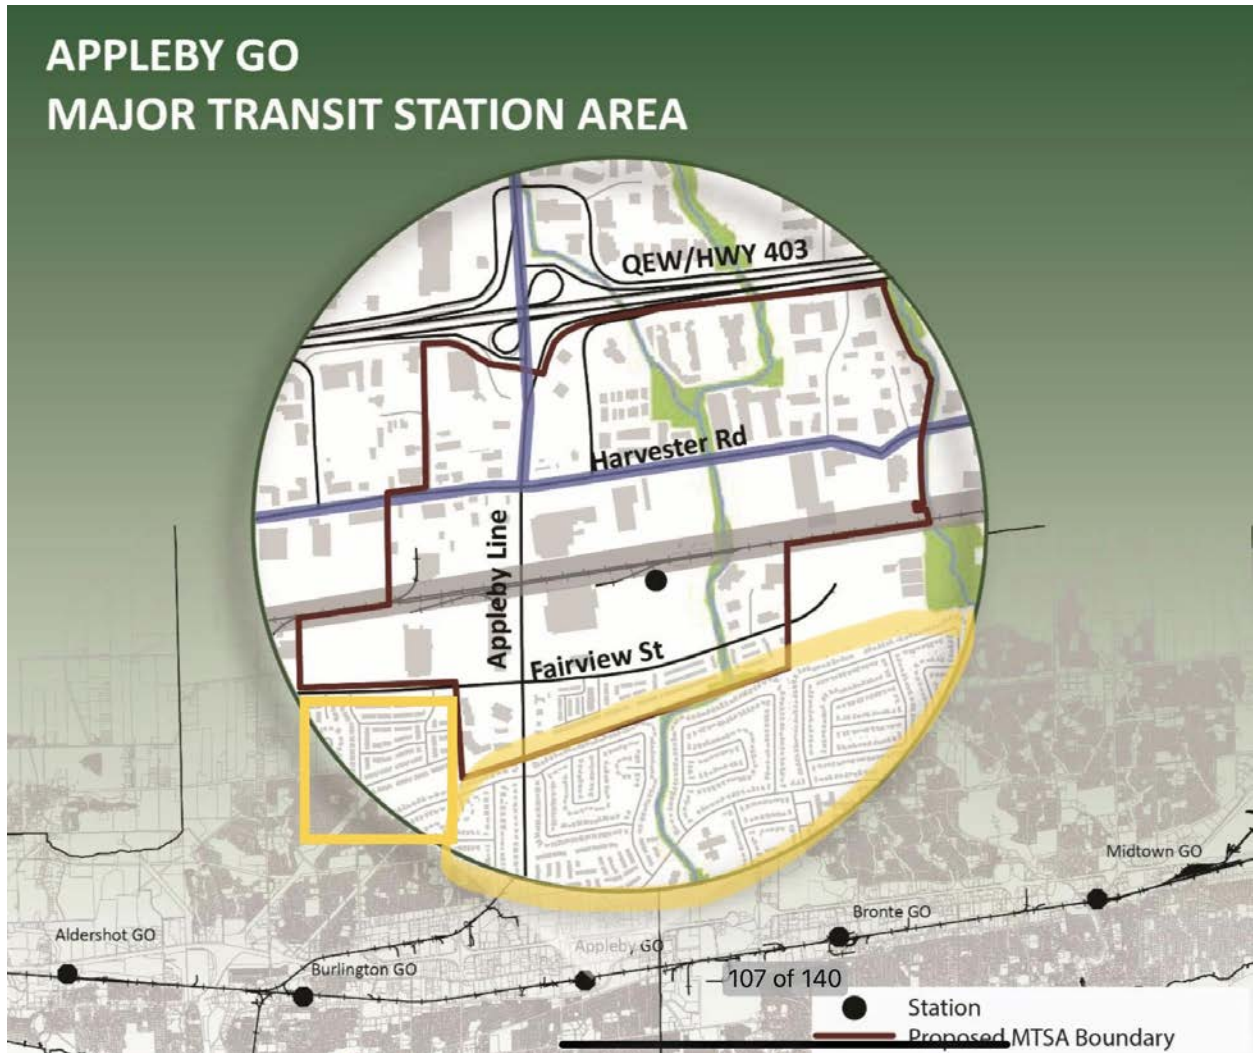 APPLEBY GO
MAJOR TRANSIT STATION AREA
QEW/HWY 403
Harvester Rd
Appleby Line
Fairview St
Midtown GO
Bronte GO
Aldershot GO
Appleby GO
Burlington GO
107 of 140
Station
Proposed MTSA Boundary